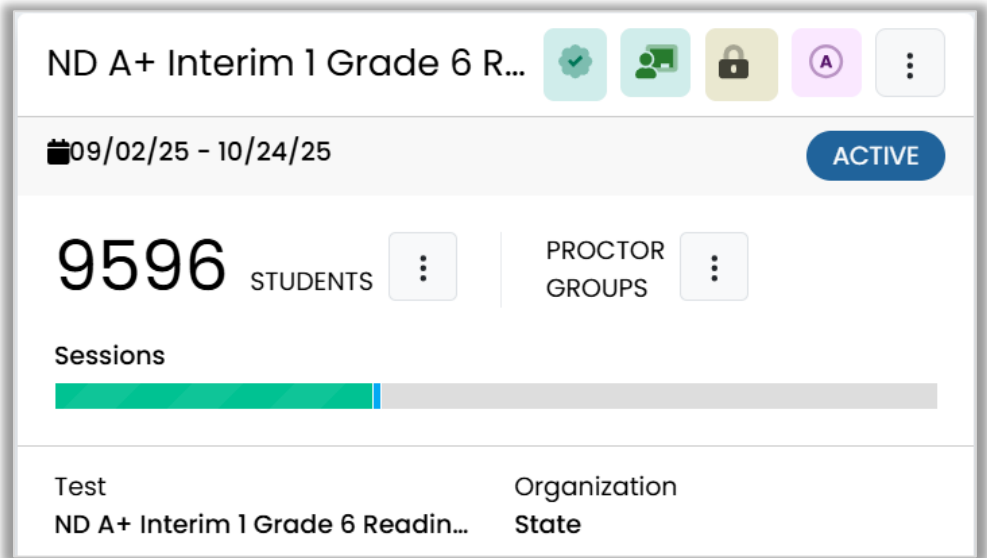 ND A+ Interim 1 Grade 6 R...
A
09/02/25 - 10/24/25
ACTIVE
9596 STUDENTS
PROCTOR
GROUPS
Sessions
Test
ND A+ Interim 1 Grade 6 Readin...
Organization
State